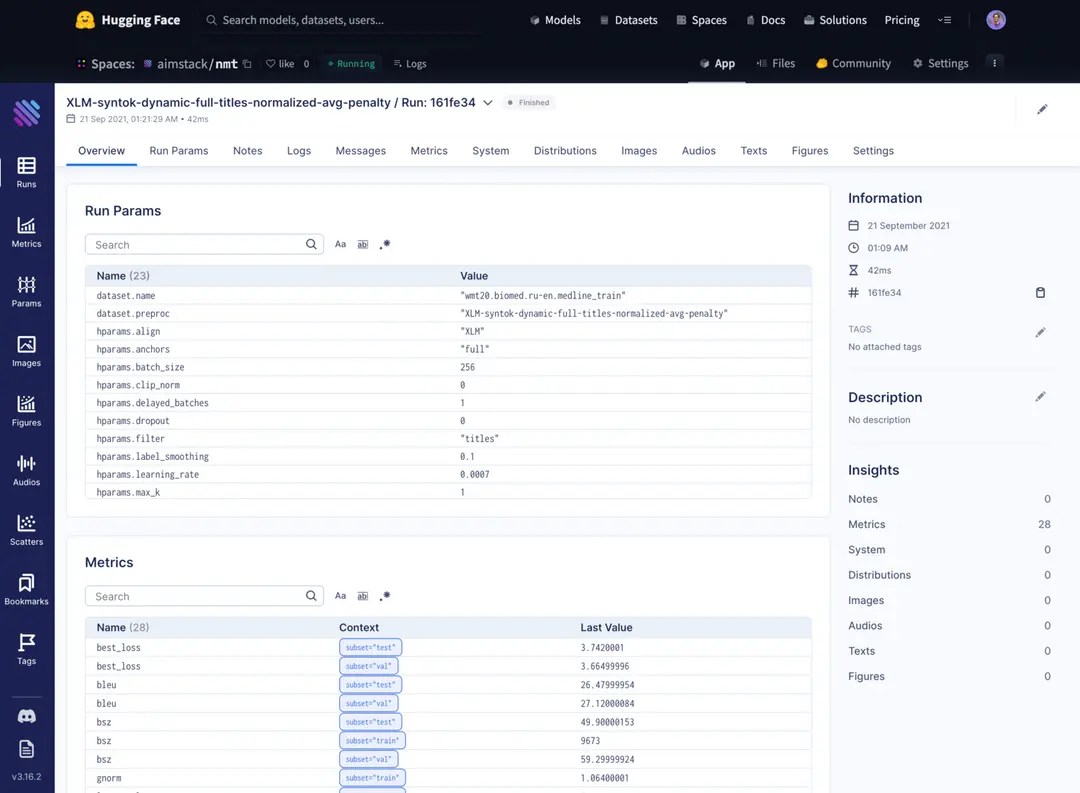 Hugging Face
Search models, datasets, users...
Models
Datasets
Spaces
Docs
Solutions
Pricing
Spaces:
aimstack/nmt
like 0
Running
Logs
App
Files
Community
Settings
XLM-syntok-dynamic-full-titles-normalized-avg-penalty / Run: 161fe34
Finished
21 Sep 2021, 01:21:29 AM • 42ms
Overview
Run Params
Notes
Logs
Messages
Metrics
System
Distributions
Images
Audios
Texts
Figures
Settings
Runs
Metrics
Params
Images
Figures
Audios
Scatters
Bookmarks
Tags
v3.16.2
Run Params
Search
Aa ab .*
Name (23) Value
dataset.name "wmt20.biomed.ru-en.medline_train"
dataset.preproc "XLM-syntok-dynamic-full-titles-normalized-avg-penalty"
hparams.align "XLM"
hparams.anchors "full"
hparams.batch_size 256
hparams.clip_norm 0
hparams.delayed_batches 1
hparams.dropout 0
hparams.filter "titles"
hparams.label_smoothing 0.1
hparams.learning_rate 0.0007
hparams.max_k 1
Metrics
Search
Aa ab .*
Name (28) Context Last Value
best_loss subset="test" 3.7420001
best_loss subset="val" 3.66499996
bleu subset="test" 26.47999954
bleu subset="val" 27.12000084
bsz subset="test" 49.90000153
bsz subset="train" 9673
bsz subset="val" 59.29999924
gnorm subset="train" 1.06400001
Information
21 September 2021
01:09 AM
42ms
# 161fe34
TAGS
No attached tags
Description
No description
Insights
Notes 0
Metrics 28
System 0
Distributions 0
Images 0
Audios 0
Texts 0
Figures 0